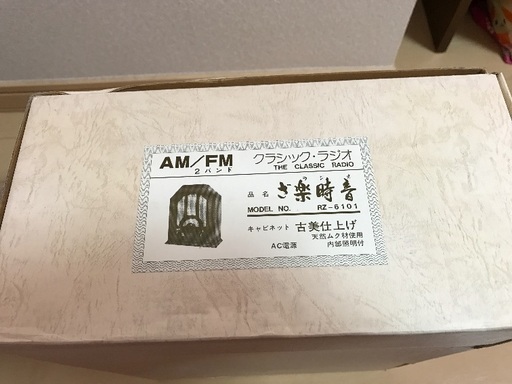 AM/FM
2バンド
クラシック・ラジオ
THE CLASSIC RADIO
品名
ぎ楽時音
MODEL NO. RZ-6101
キャビネット 古美仕上げ
天然ムク材使用
AC電源 内部照明付